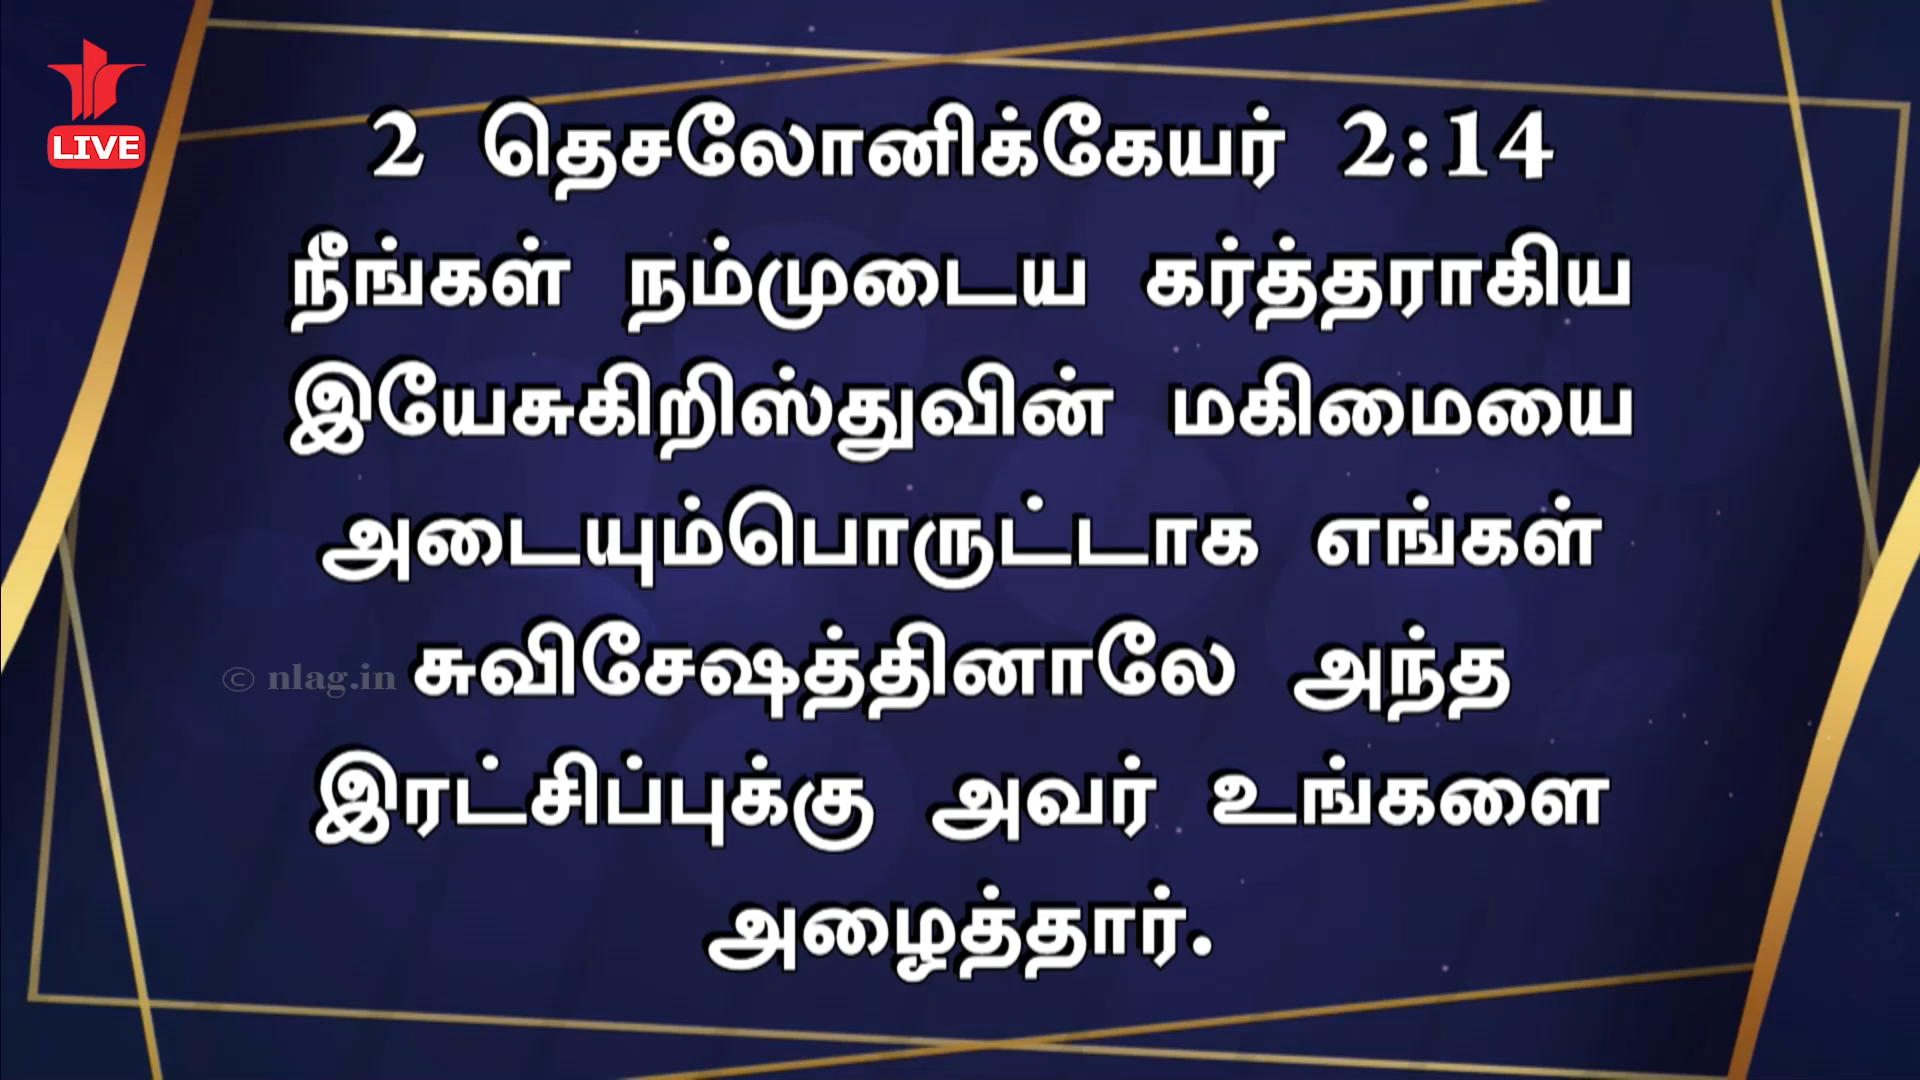 LIVE
2 தெசலோனிக்கேயர் 2:14
நீங்கள் நம்முடைய கர்த்தராகிய
இயேசுகிறிஸ்துவின் மகிமையை
அடையும்பொருட்டாக எங்கள்
சுவிசேஷத்தினாலே அந்த
© nlag.in
இரட்சிப்புக்கு அவர் உங்களை
அழைத்தார்.